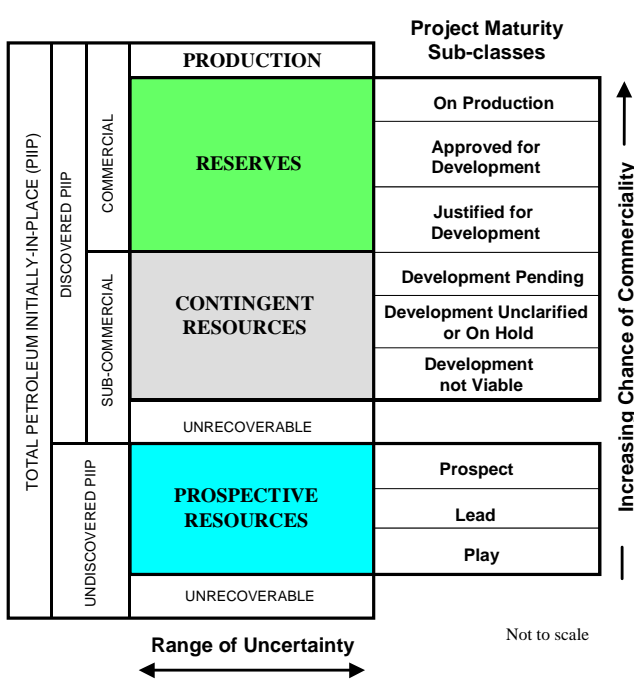 Project Maturity
Sub-classes
TOTAL PETROLEUM INITIALLY-IN-PLACE (PIIP)
DISCOVERED PIIP
COMMERCIAL
PRODUCTION
RESERVES
On Production
Approved for
Development
Justified for
Development
SUB-COMMERCIAL
CONTINGENT
RESOURCES
Development Pending
Development Unclarified
or On Hold
Development
not Viable
UNRECOVERABLE
UNDISCOVERED PIIP
PROSPECTIVE
RESOURCES
Prospect
Lead
Play
UNRECOVERABLE
Increasing Chance of Commerciality
Range of Uncertainty
Not to scale